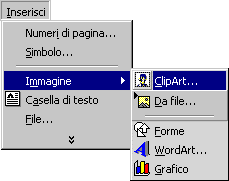 Inserisci
Numeri di pagina...
Simbolo...
Immagine
Casella di testo
File...
ClipArt...
Da file...
Forme
WordArt...
Grafico